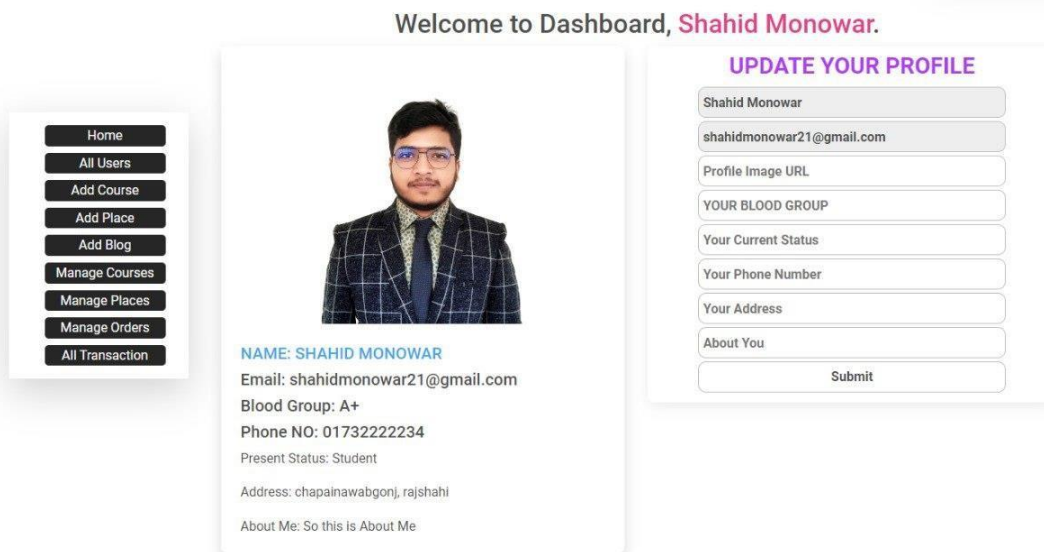 Welcome to Dashboard, Shahid Monowar.
Home
All Users
Add Course
Add Place
Add Blog
Manage Courses
Manage Places
Manage Orders
All Transaction
NAME: SHAHID MONOWAR
Email: shahidmonowar21@gmail.com
Blood Group: A+
Phone NO: 01732222234
Present Status: Student
Address: chapainawabgonj, rajshahi
About Me: So this is About Me
UPDATE YOUR PROFILE
Shahid Monowar
shahidmonowar21@gmail.com
Profile Image URL
YOUR BLOOD GROUP
Your Current Status
Your Phone Number
Your Address
About You
Submit